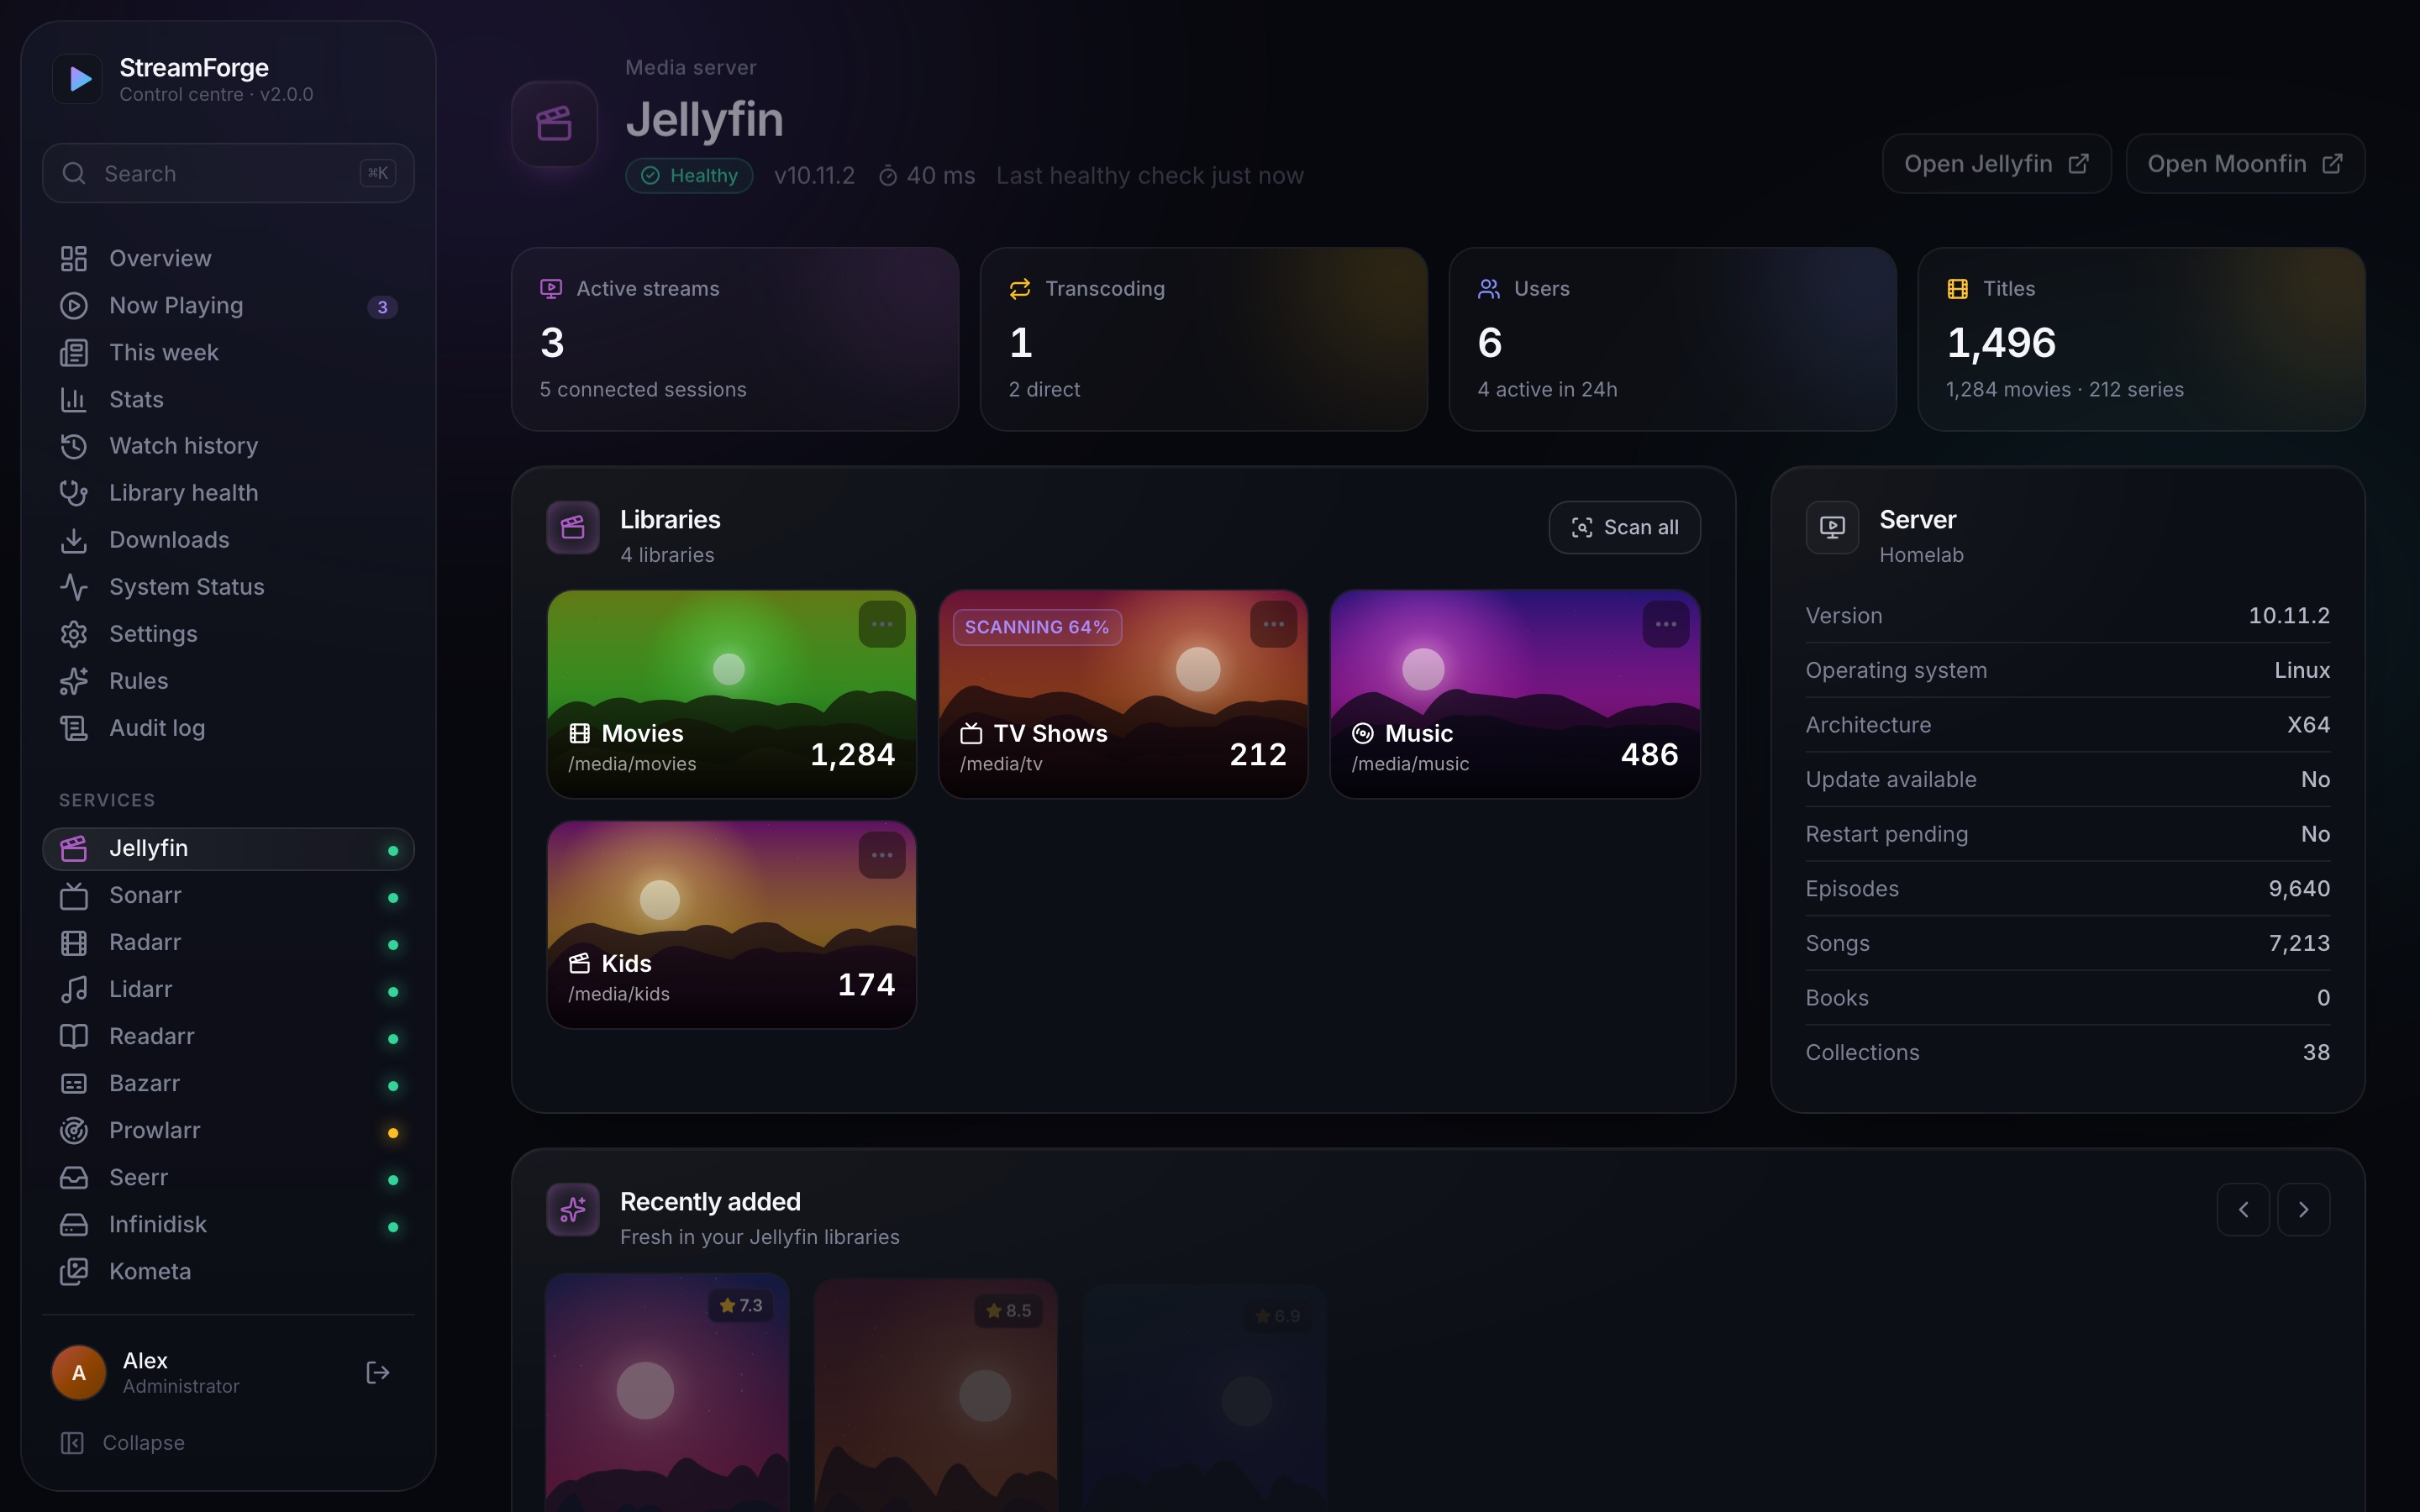 StreamForge
Control centre · v2.0.0
Search
⌘K
Overview
Now Playing
3
This week
Stats
Watch history
Library health
Downloads
System Status
Settings
Rules
Audit log
SERVICES
Jellyfin
Sonarr
Radarr
Lidarr
Readarr
Bazarr
Prowlarr
Seerr
Infinidisk
Kometa
A
Alex
Administrator
Collapse
Media server
Jellyfin
Healthy
v10.11.2
40 ms
Last healthy check just now
Open Jellyfin
Open Moonfin
Active streams
3
5 connected sessions
Transcoding
1
2 direct
Users
6
4 active in 24h
Titles
1,496
1,284 movies · 212 series
Libraries
4 libraries
Scan all
Movies
/media/movies
1,284
SCANNING 64%
TV Shows
/media/tv
212
Music
/media/music
486
Kids
/media/kids
174
Server
Homelab
Version 10.11.2
Operating system Linux
Architecture X64
Update available No
Restart pending No
Episodes 9,640
Songs 7,213
Books 0
Collections 38
Recently added
Fresh in your Jellyfin libraries
7.3
8.5
6.9